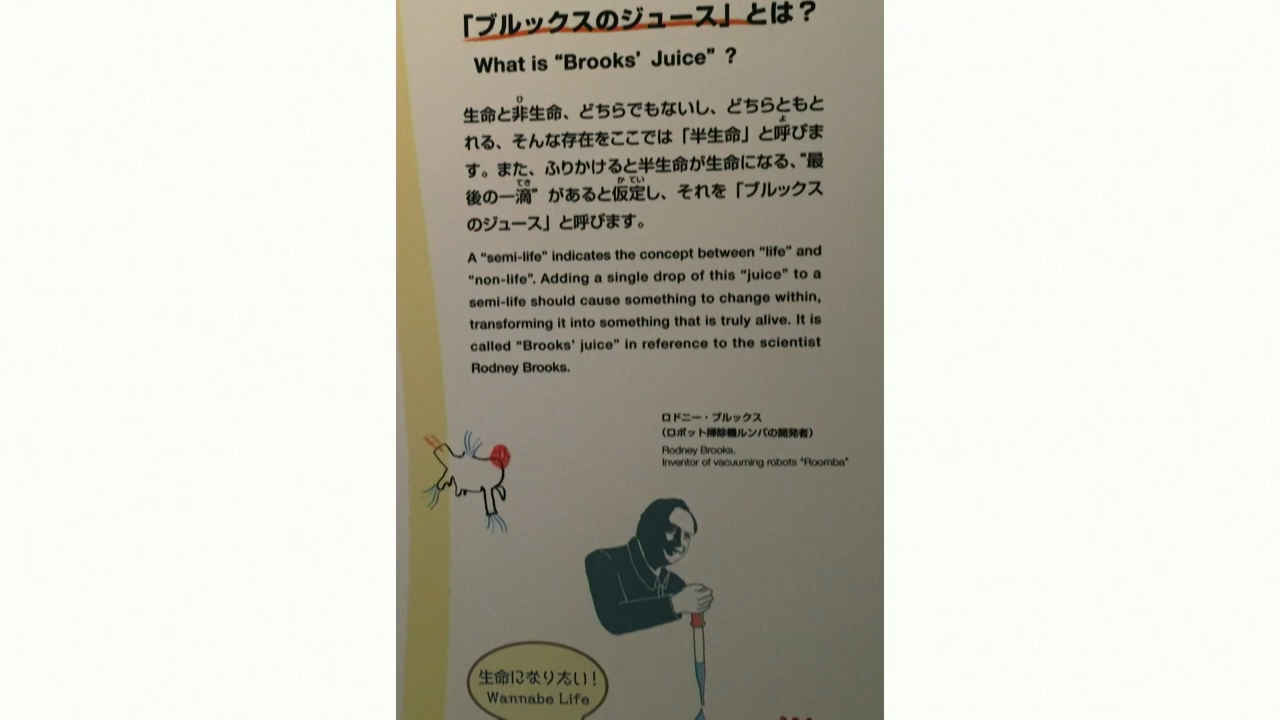 「ブルックスのジュース」とは？
What is “Brooks’ Juice” ?
生命と非生命、どちらでもないし、どちらともと
れる、そんな存在をここでは「半生命」と呼びま
す。また、ふりかけると半生命が生命になる、“最
後の一滴”があると仮定し、それを「ブルックス
のジュース」と呼びます。
A “semi-life” indicates the concept between “life” and
“non-life”. Adding a single drop of this “juice” to a
semi-life should cause something to change within,
transforming it into something that is truly alive. It is
called “Brooks’ juice” in reference to the scientist
Rodney Brooks.
ロドニー・ブルックス
（ロボット掃除機ルンバの開発者）
Rodney Brooks.
Inventor of vacuuming robots “Roomba”
生命になりたい！
Wannabe Life